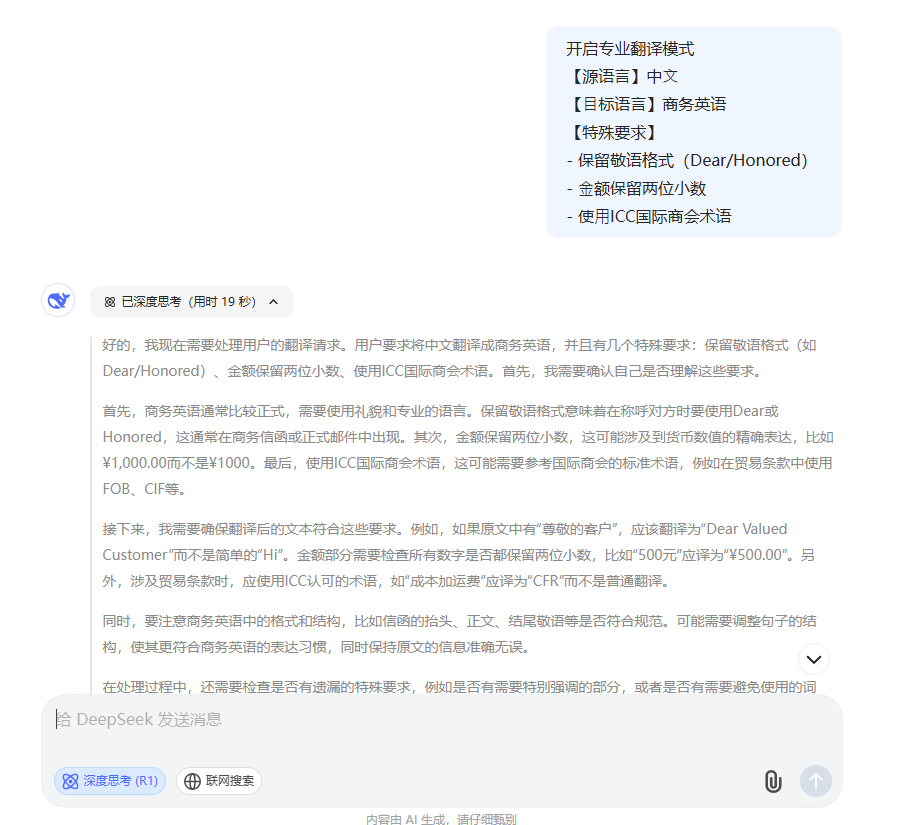 开启专业翻译模式
【源语言】中文
【目标语言】商务英语
【特殊要求】
- 保留敬语格式（Dear/Honored）
- 金额保留两位小数
- 使用ICC国际商会术语
已深度思考（用时 19 秒）
好的，我现在需要处理用户的翻译请求。用户要求将中文翻译成商务英语，并且有几个特殊要求：保留敬语格式（如
Dear/Honored）、金额保留两位小数、使用ICC国际商会术语。首先，我需要确认自己是否理解这些要求。
首先，商务英语通常比较正式，需要使用礼貌和专业的语言。保留敬语格式意味着在称呼对方时要使用Dear或
Honored，这通常在商务信函或正式邮件中出现。其次，金额保留两位小数，这可能涉及到货币数值的精确表达，比如
¥1,000.00而不是¥1000。最后，使用ICC国际商会术语，这可能需要参考国际商会的标准术语，例如在贸易条款中使用
FOB、CIF等。
接下来，我需要确保翻译后的文本符合这些要求。例如，如果原文中有“尊敬的客户”，应该翻译为“Dear Valued
Customer”而不是简单的“Hi”。金额部分需要检查所有数字是否都保留两位小数，比如“500元”应译为“¥500.00”。另
外，涉及贸易条款时，应使用ICC认可的术语，如“成本加运费”应译为“CFR”而不是普通翻译。
同时，要注意商务英语中的格式和结构，比如信函的抬头、正文、结尾敬语等是否符合规范。可能需要调整句子的结
构，使其更符合商务英语的表达习惯，同时保持原文的信息准确无误。
在处理过程中，还需要检查是否有遗漏的特殊要求，例如是否有需要特别强调的部分，或者是否有需要避免使用的词
给 DeepSeek 发送消息
深度思考 (R1)
联网搜索
内容由 AI 生成，请仔细甄别